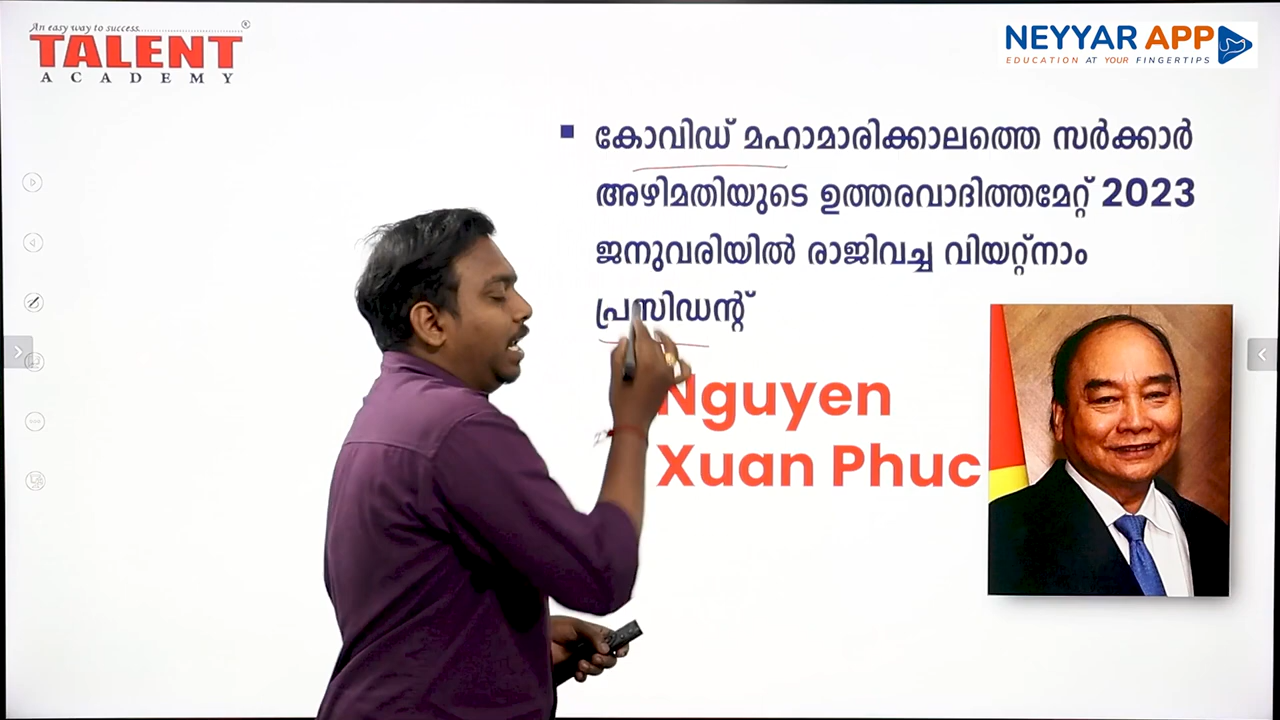 An easy way to success
TALENT
ACADEMY
NEYYAR APP
EDUCATION AT YOUR FINGERTIPS
കോവിഡ് മഹാമാരിക്കാലത്തെ സർക്കാർ
അഴിമതിയുടെ ഉത്തരവാദിത്തമേറ്റ് 2023
ജനുവരിയിൽ രാജിവച്ച വിയറ്റ്നാം
പ്രസിഡന്റ്
Nguyen
Xuan Phuc